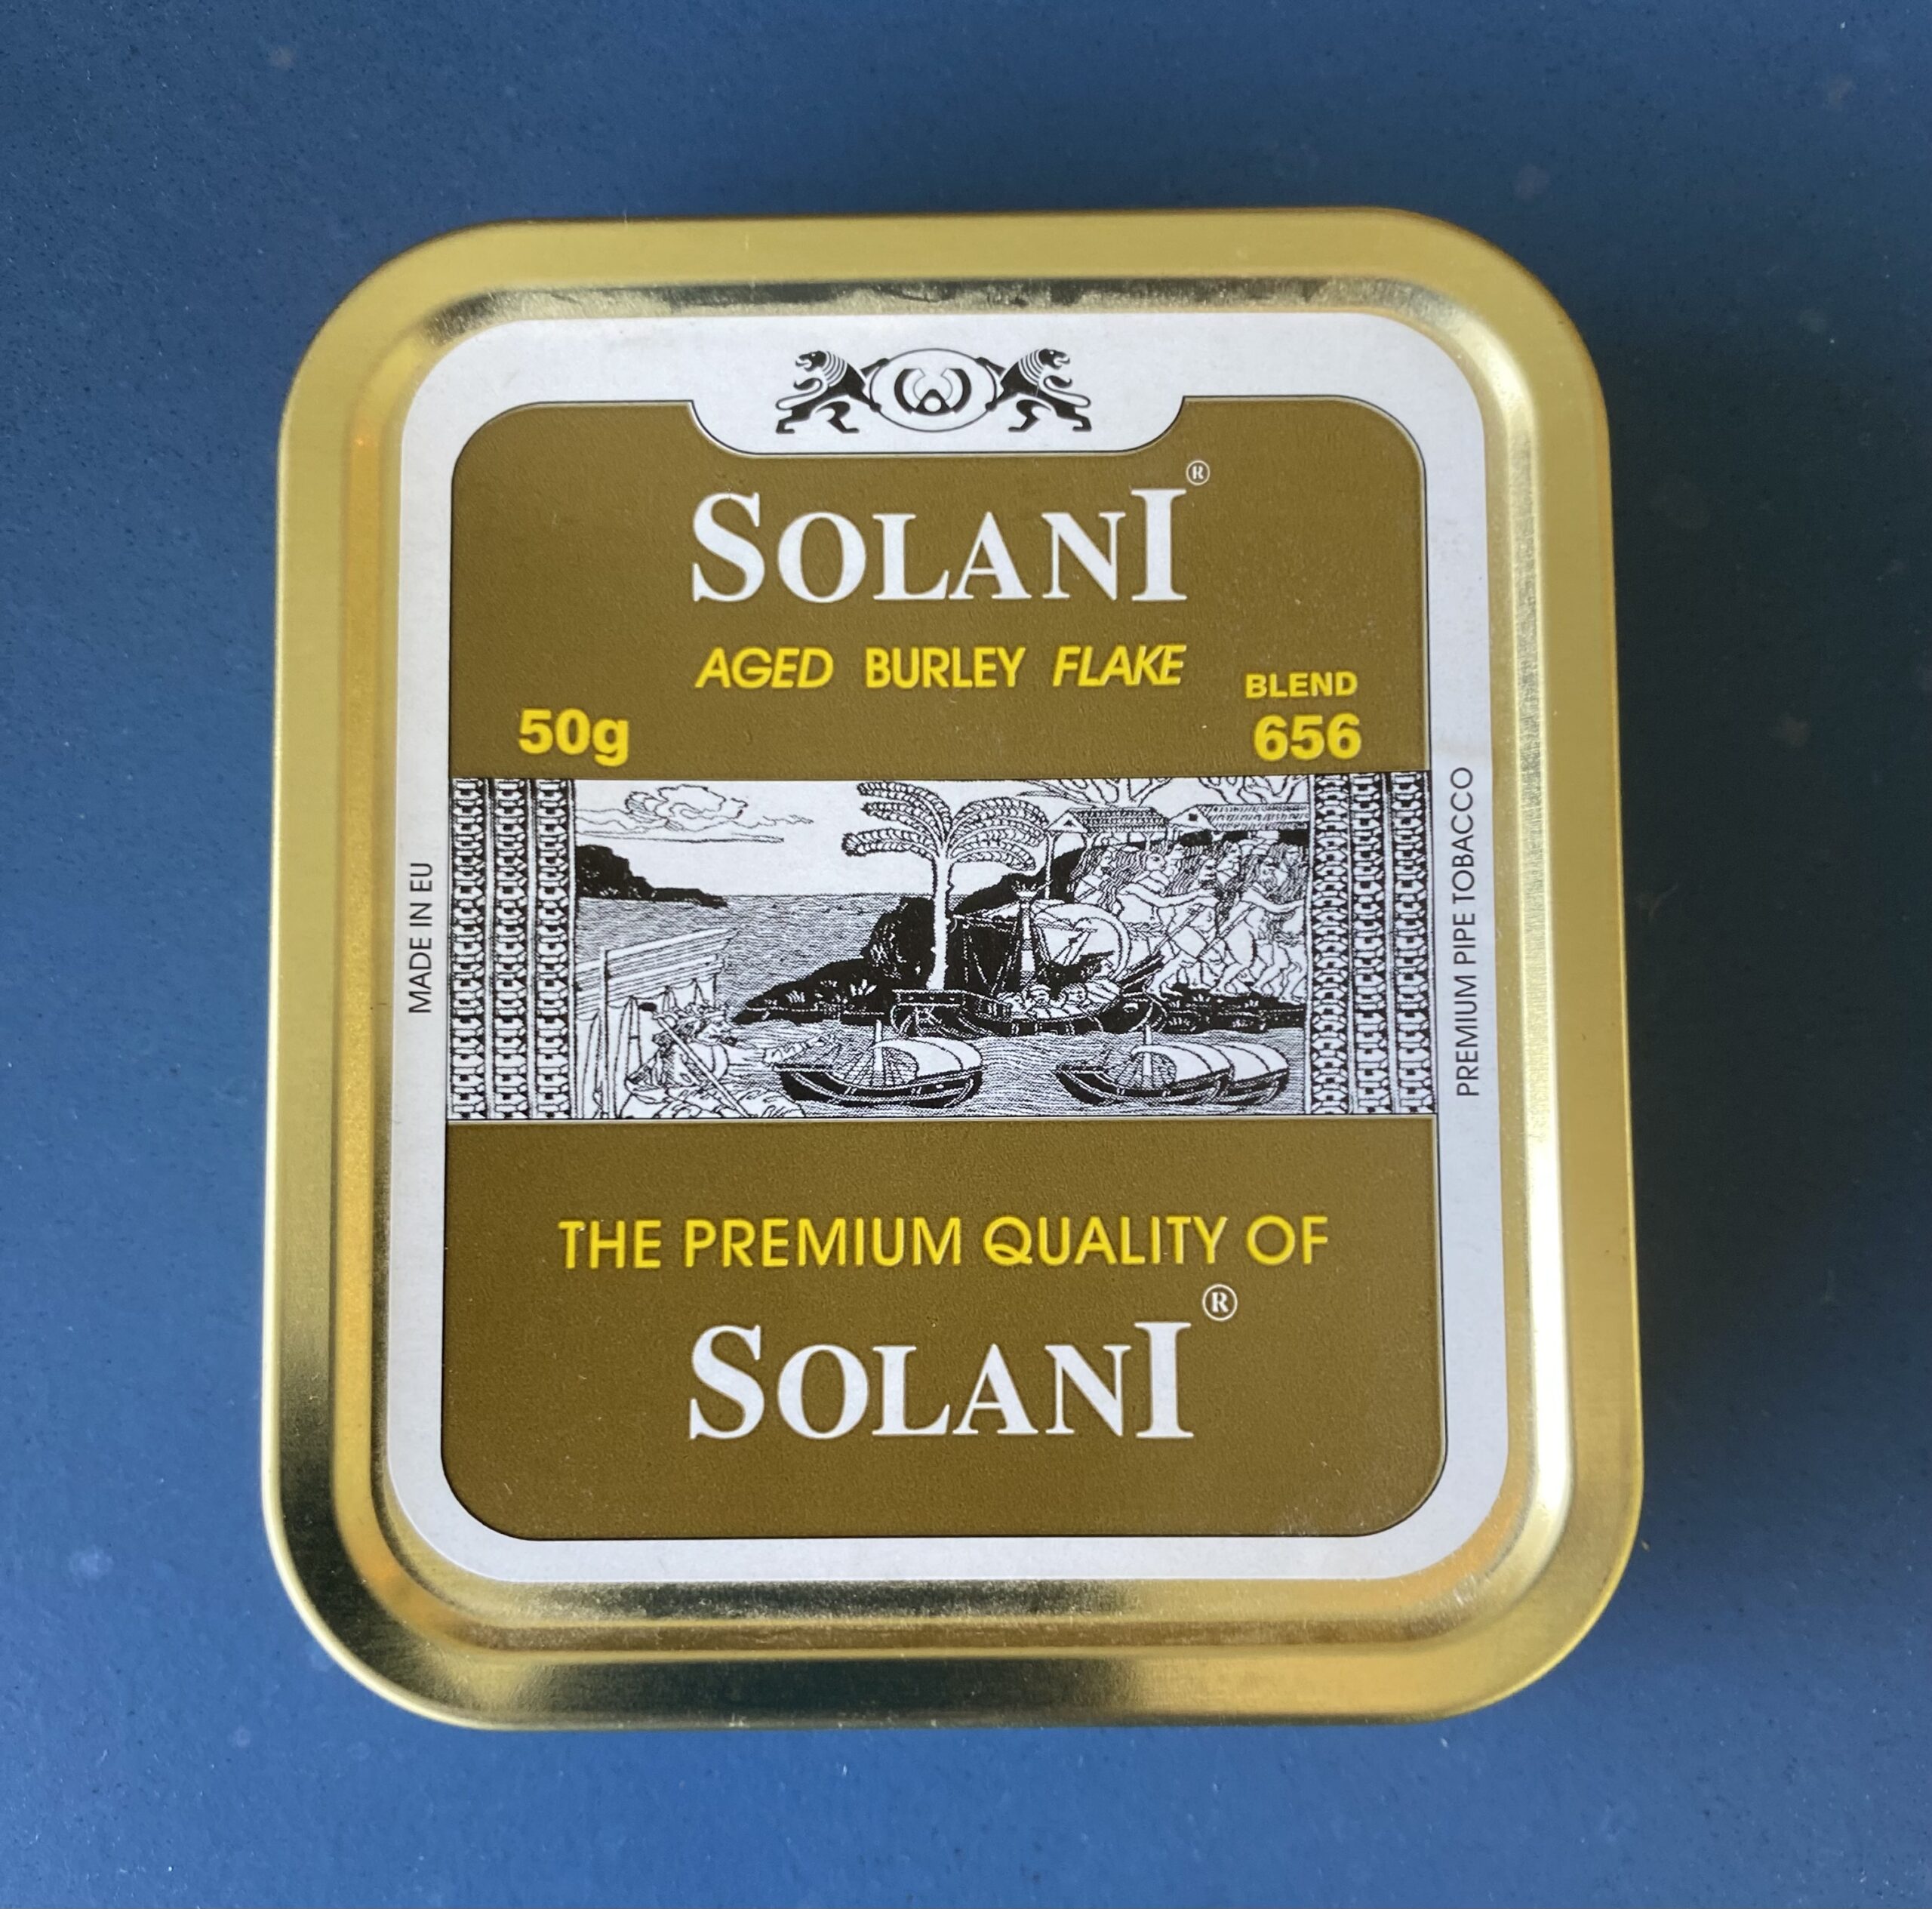 SOLANI®
AGED BURLEY FLAKE
50g
BLEND
656
MADE IN EU
PREMIUM PIPE TOBACCO
THE PREMIUM QUALITY OF
SOLANI®